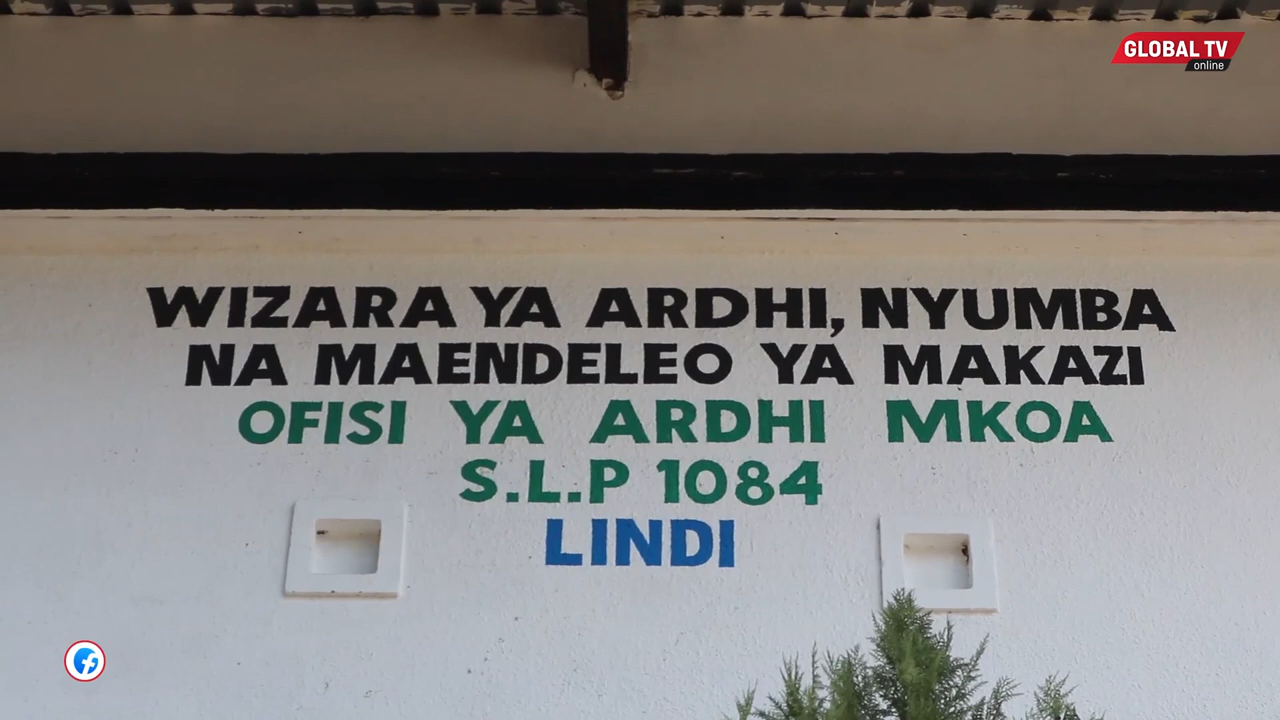 GLOBAL TV
online
WIZARA YA ARDHI, NYUMBA
NA MAENDELEO YA MAKAZI
OFISI YA ARDHI MKOA
S.L.P 1084
LINDI